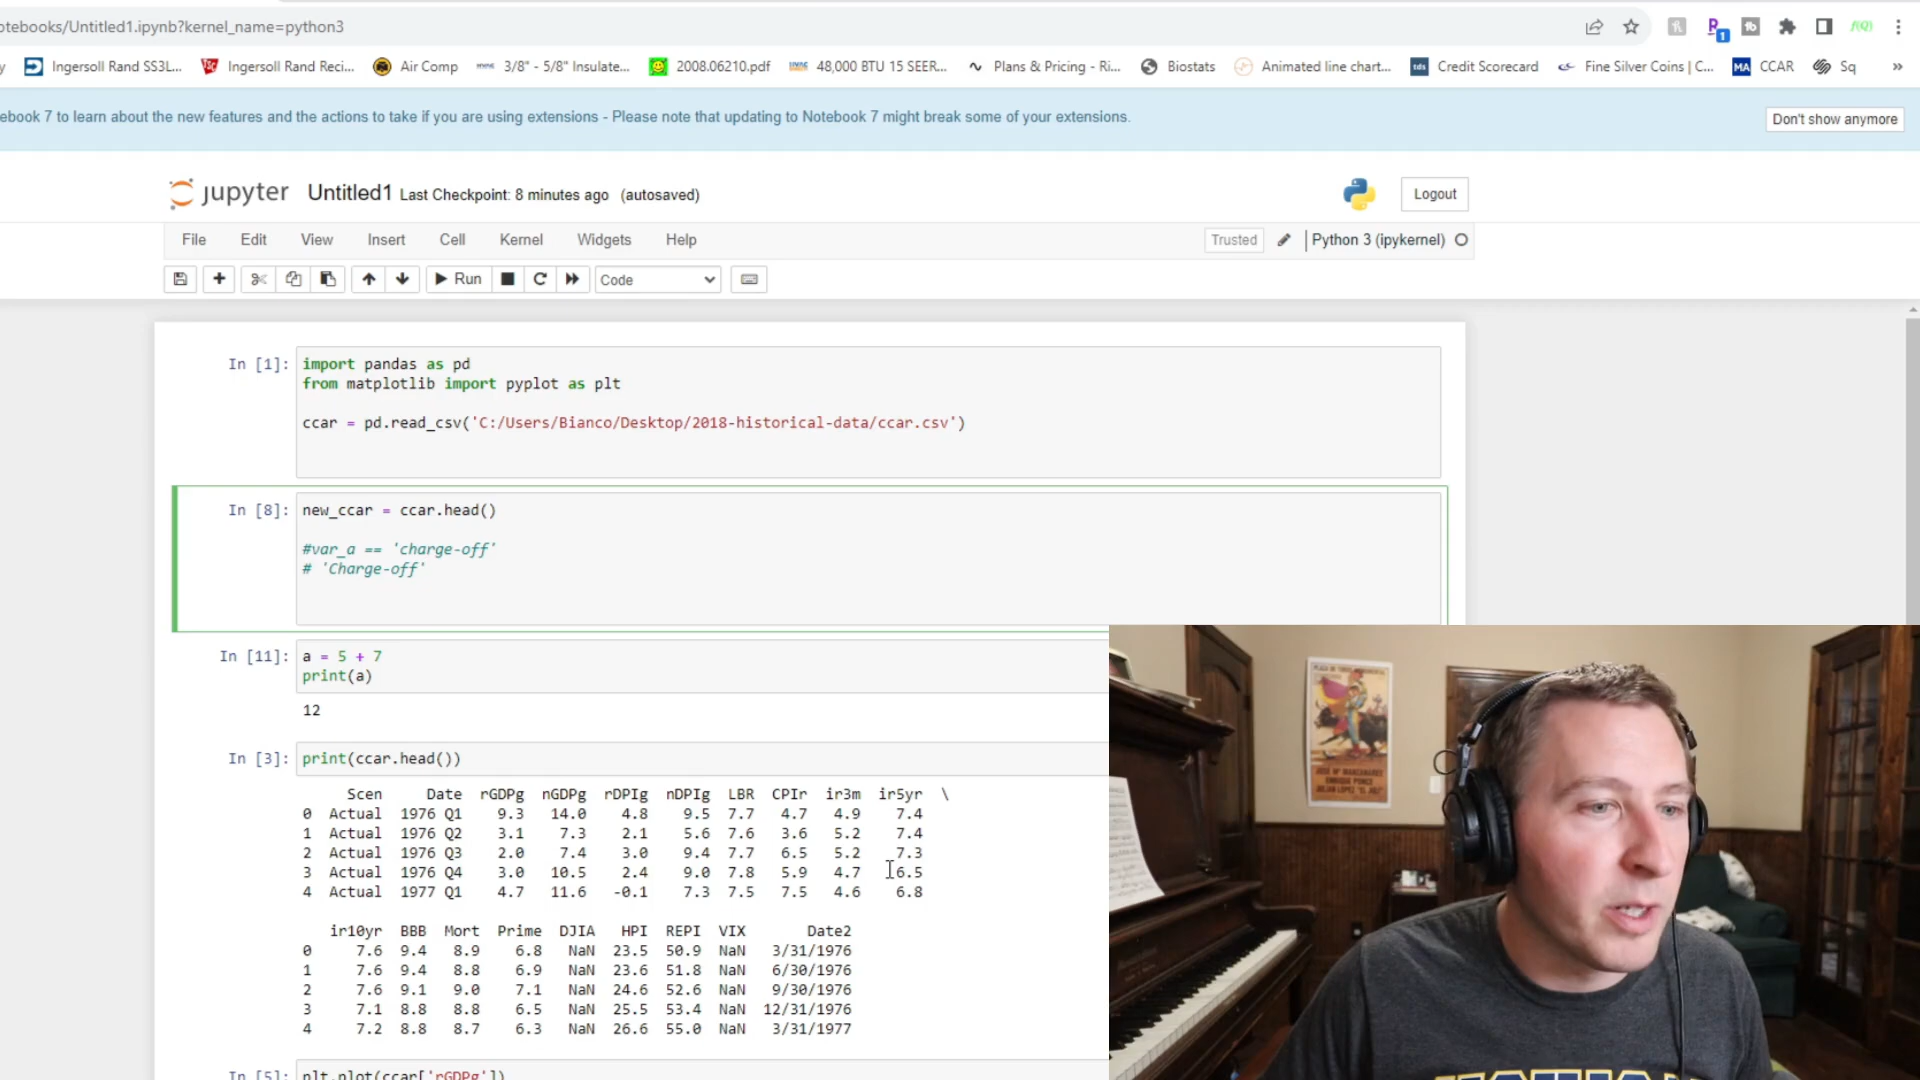 otebooks/Untitled1.ipynb?kernel_name=python3
Ingersoll Rand SS3L... Ingersoll Rand Reci... Air Comp 3/8" - 5/8" Insulate... 2008.06210.pdf 48,000 BTU 15 SEER... Plans & Pricing - Ri... Biostats Animated line chart... tds Credit Scorecard Fine Silver Coins | C... MA CCAR Sq »
ebook 7 to learn about the new features and the actions to take if you are using extensions - Please note that updating to Notebook 7 might break some of your extensions.
Don't show anymore
jupyter Untitled1 Last Checkpoint: 8 minutes ago (autosaved)
Logout
File Edit View Insert Cell Kernel Widgets Help
Trusted Python 3 (ipykernel)
Run Code
In [1]: import pandas as pd
from matplotlib import pyplot as plt
ccar = pd.read_csv('C:/Users/Bianco/Desktop/2018-historical-data/ccar.csv')
In [8]: new_ccar = ccar.head()
#var_a == 'charge-off'
# 'Charge-off'
In [11]: a = 5 + 7
print(a)
12
In [3]: print(ccar.head())
Scen Date rGDPg nGDPg rDPIg nDPIg LBR CPIr ir3m ir5yr \
0 Actual 1976 Q1 9.3 14.0 4.8 9.5 7.7 4.7 4.9 7.4
1 Actual 1976 Q2 3.1 7.3 2.1 5.6 7.6 3.6 5.2 7.4
2 Actual 1976 Q3 2.0 7.4 3.0 9.4 7.7 6.5 5.2 7.3
3 Actual 1976 Q4 3.0 10.5 2.4 9.0 7.8 5.9 4.7 6.5
4 Actual 1977 Q1 4.7 11.6 -0.1 7.3 7.5 7.5 4.6 6.8
ir10yr BBB Mort Prime DJIA HPI REPI VIX Date2
0 7.6 9.4 8.9 6.8 NaN 23.5 50.9 NaN 3/31/1976
1 7.6 9.4 8.8 6.9 NaN 23.6 51.8 NaN 6/30/1976
2 7.6 9.1 9.0 7.1 NaN 24.6 52.6 NaN 9/30/1976
3 7.1 8.8 8.8 6.5 NaN 25.5 53.4 NaN 12/31/1976
4 7.2 8.8 8.7 6.3 NaN 26.6 55.0 NaN 3/31/1977
In [5]: plt.plot(ccar['rGDPg'])